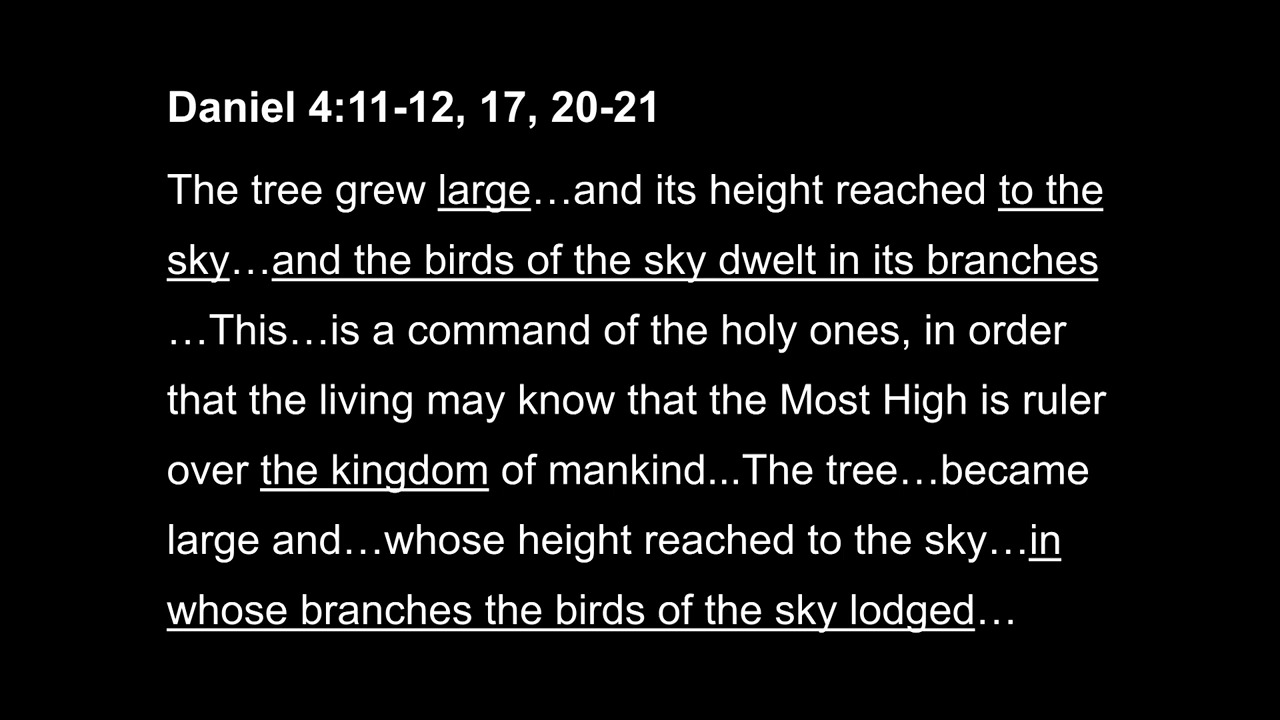 Daniel 4:11-12, 17, 20-21
The tree grew large…and its height reached to the
sky…and the birds of the sky dwelt in its branches
…This…is a command of the holy ones, in order
that the living may know that the Most High is ruler
over the kingdom of mankind...The tree…became
large and…whose height reached to the sky…in
whose branches the birds of the sky lodged…